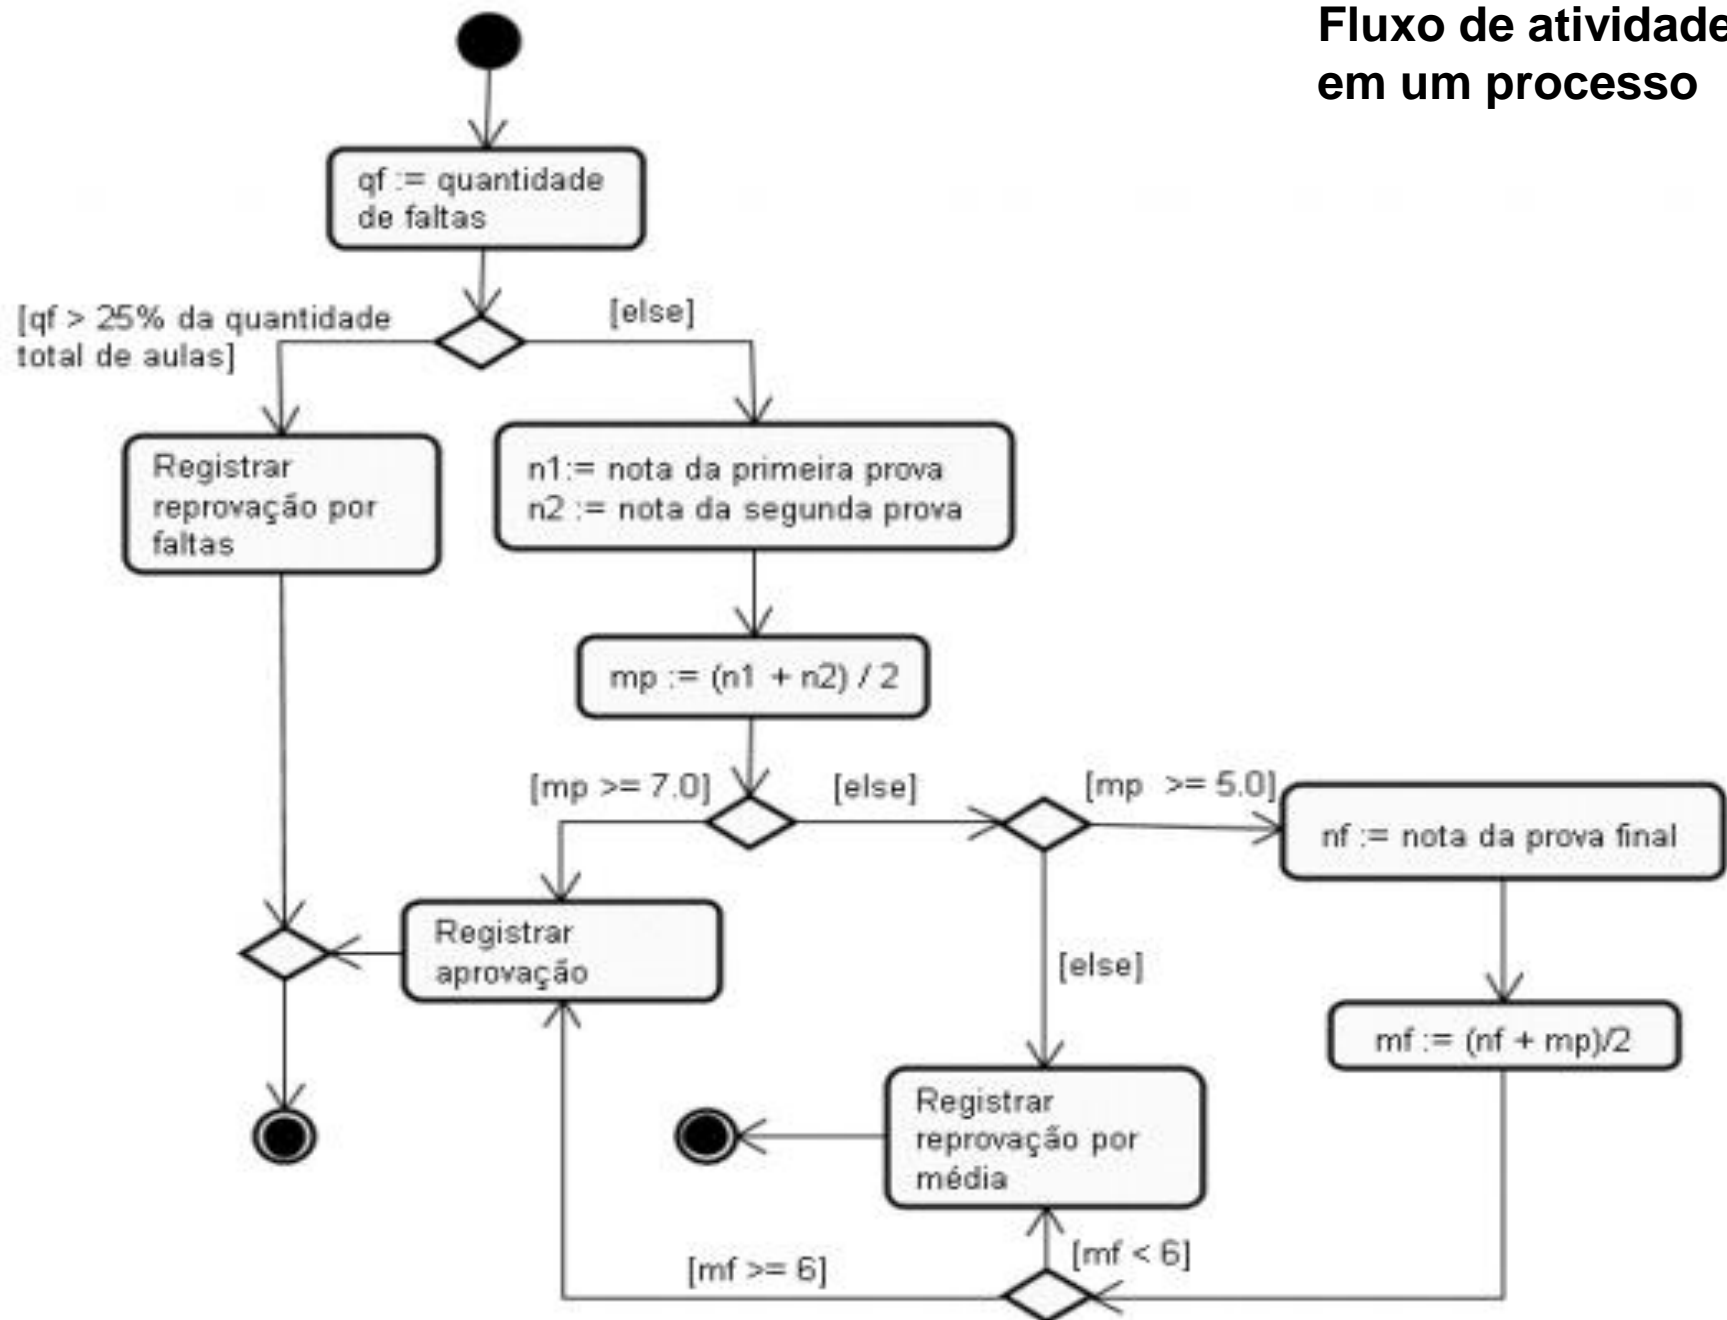 Fluxo de atividade
em um processo
qf := quantidade
de faltas
[qf > 25% da quantidade
total de aulas]
[else]
Registrar
reprovação por
faltas
n1:= nota da primeira prova
n2 := nota da segunda prova
mp := (n1 + n2) / 2
[mp >= 7.0]
[else]
[mp >= 5.0]
nf := nota da prova final
Registrar
aprovação
[else]
mf := (nf + mp)/2
Registrar
reprovação por
média
[mf >= 6]
[mf < 6]